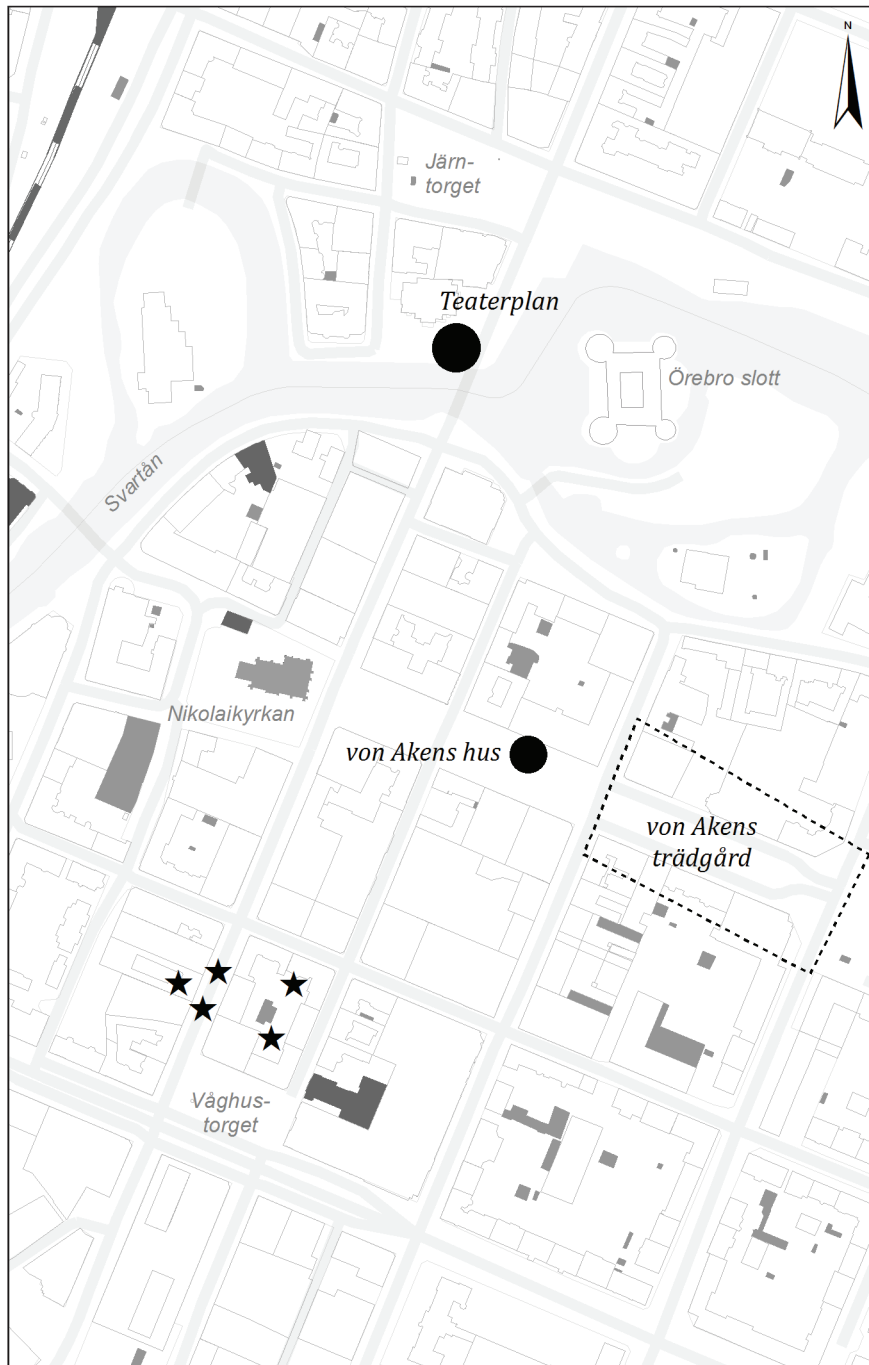 N
Järn-
torget
Teaterplan
Örebro slott
Svartån
Nikolaikyrkan
von Akens hus
von Akens
trädgård
Våghus-
torget